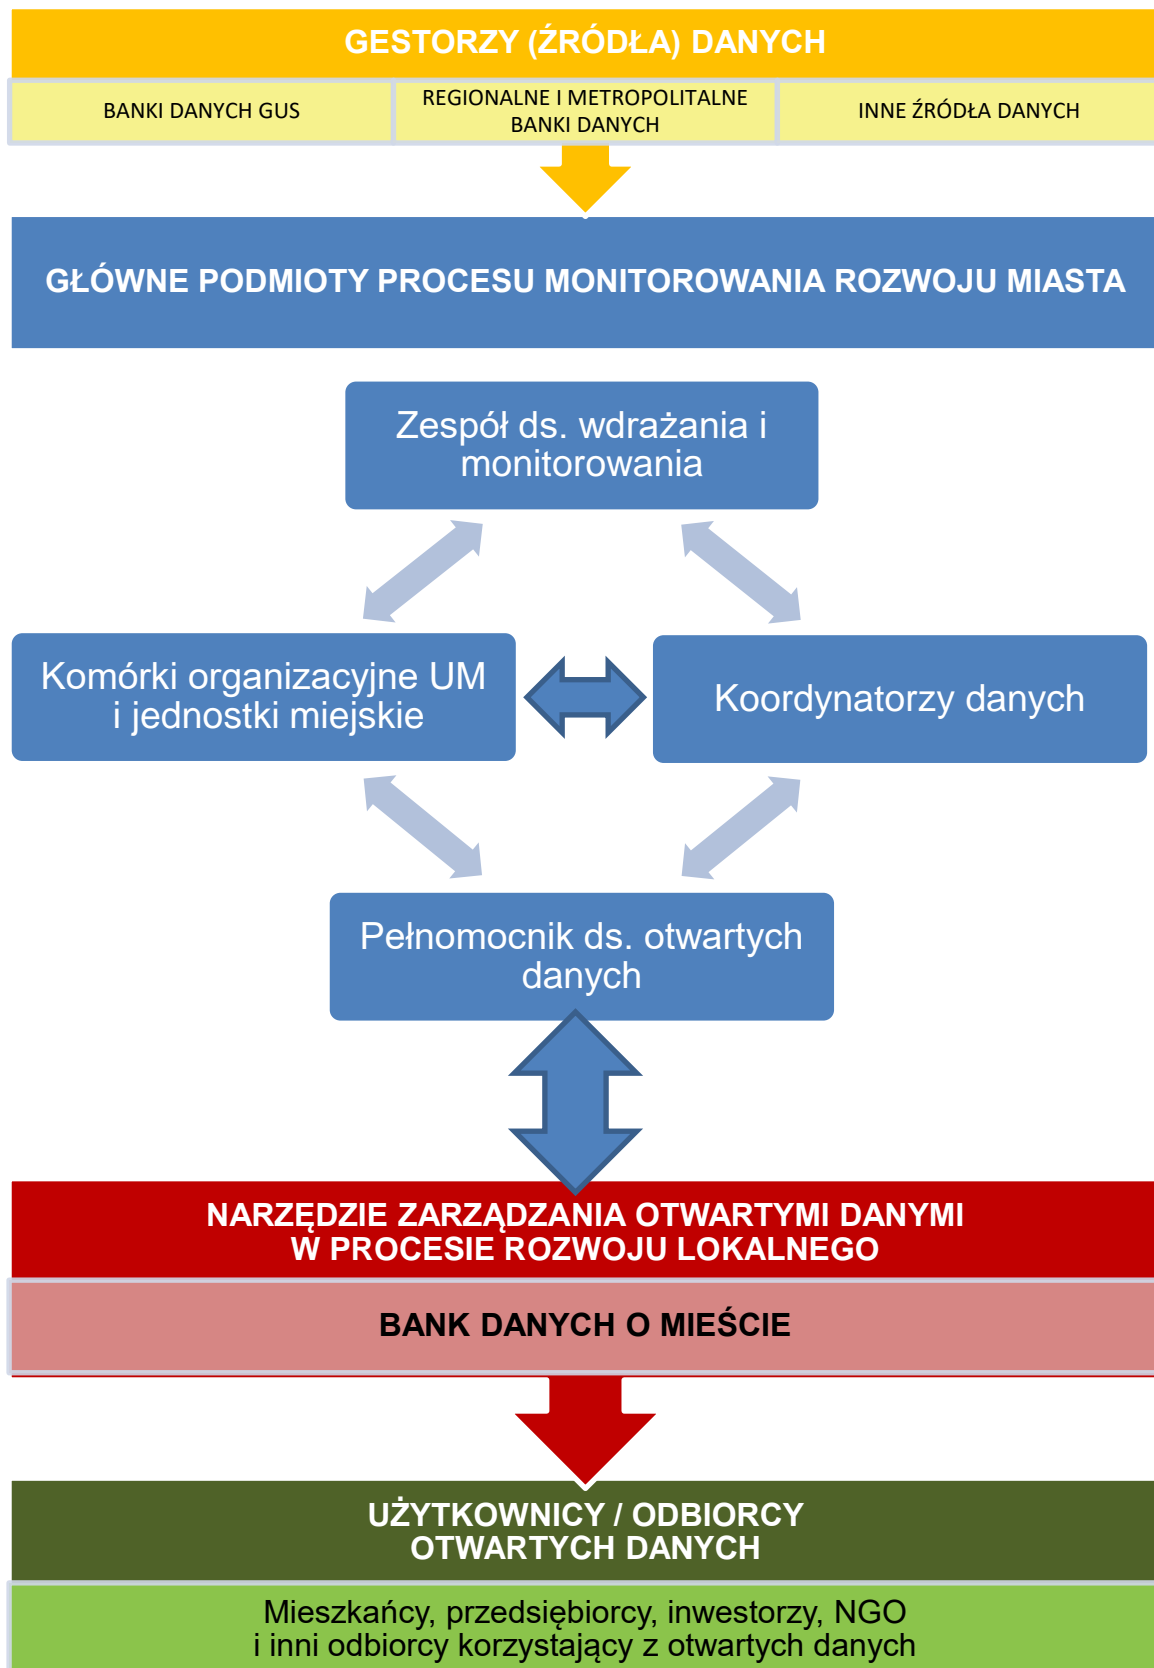 GESTORZY (ŹRÓDŁA) DANYCH
BANKI DANYCH GUS
REGIONALNE I METROPOLITALNE
BANKI DANYCH
INNE ŹRÓDŁA DANYCH
GŁÓWNE PODMIOTY PROCESU MONITOROWANIA ROZWOJU MIASTA
Zespół ds. wdrażania i
monitorowania
Komórki organizacyjne UM
i jednostki miejskie
Koordynatorzy danych
Pełnomocnik ds. otwartych
danych
NARZĘDZIE ZARZĄDZANIA OTWARTYMI DANYMI
W PROCESIE ROZWOJU LOKALNEGO
BANK DANYCH O MIEŚCIE
UŻYTKOWNICY / ODBIORCY
OTWARTYCH DANYCH
Mieszkańcy, przedsiębiorcy, inwestorzy, NGO
i inni odbiorcy korzystający z otwartych danych